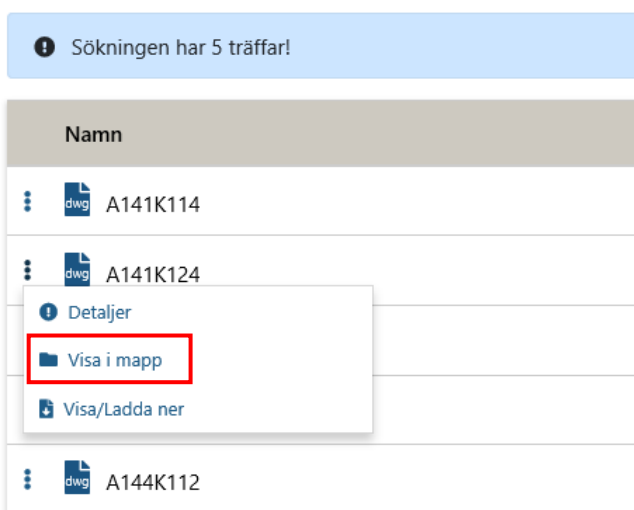 Sökningen har 5 träffar!
Namn
dwg A141K114
dwg A141K124
Detaljer
Visa i mapp
Visa/Ladda ner
dwg A144K112